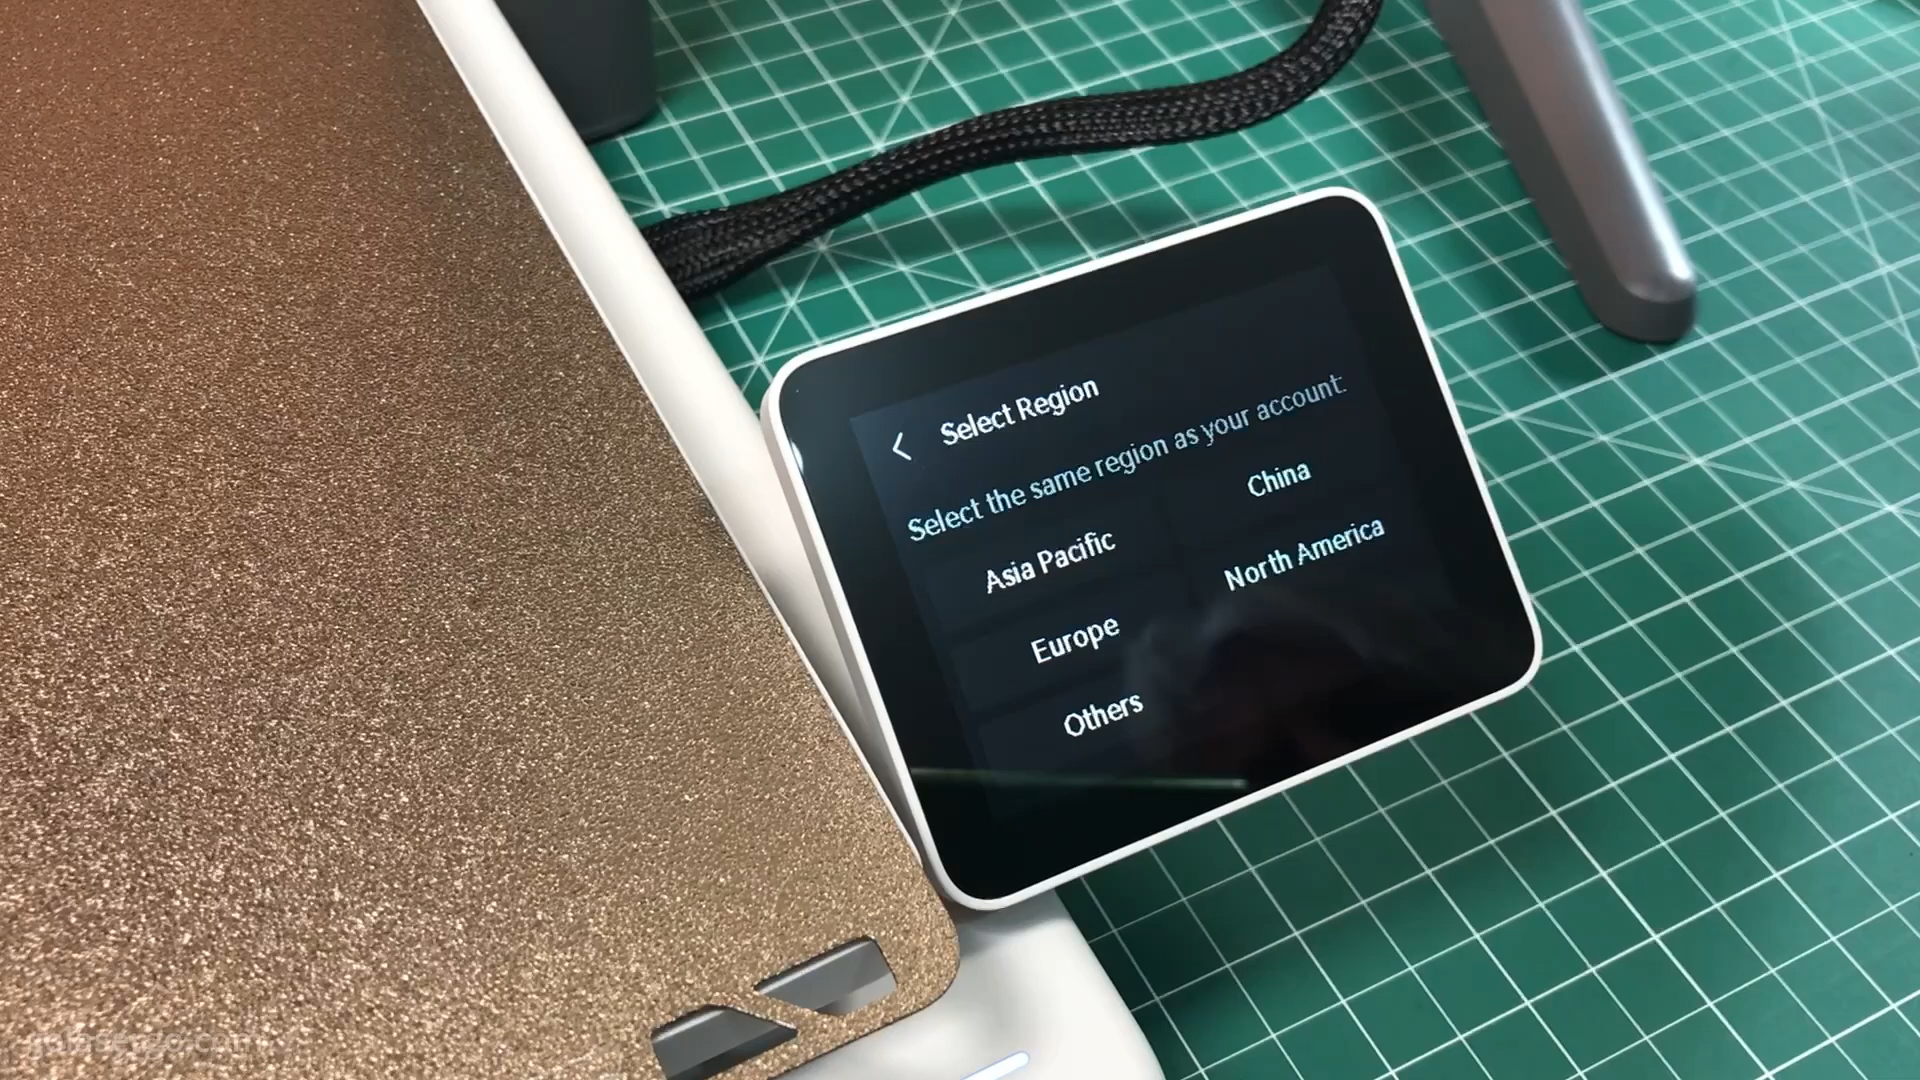 Select Region
Select the same region as your account:
Asia Pacific
China
Europe
North America
Others